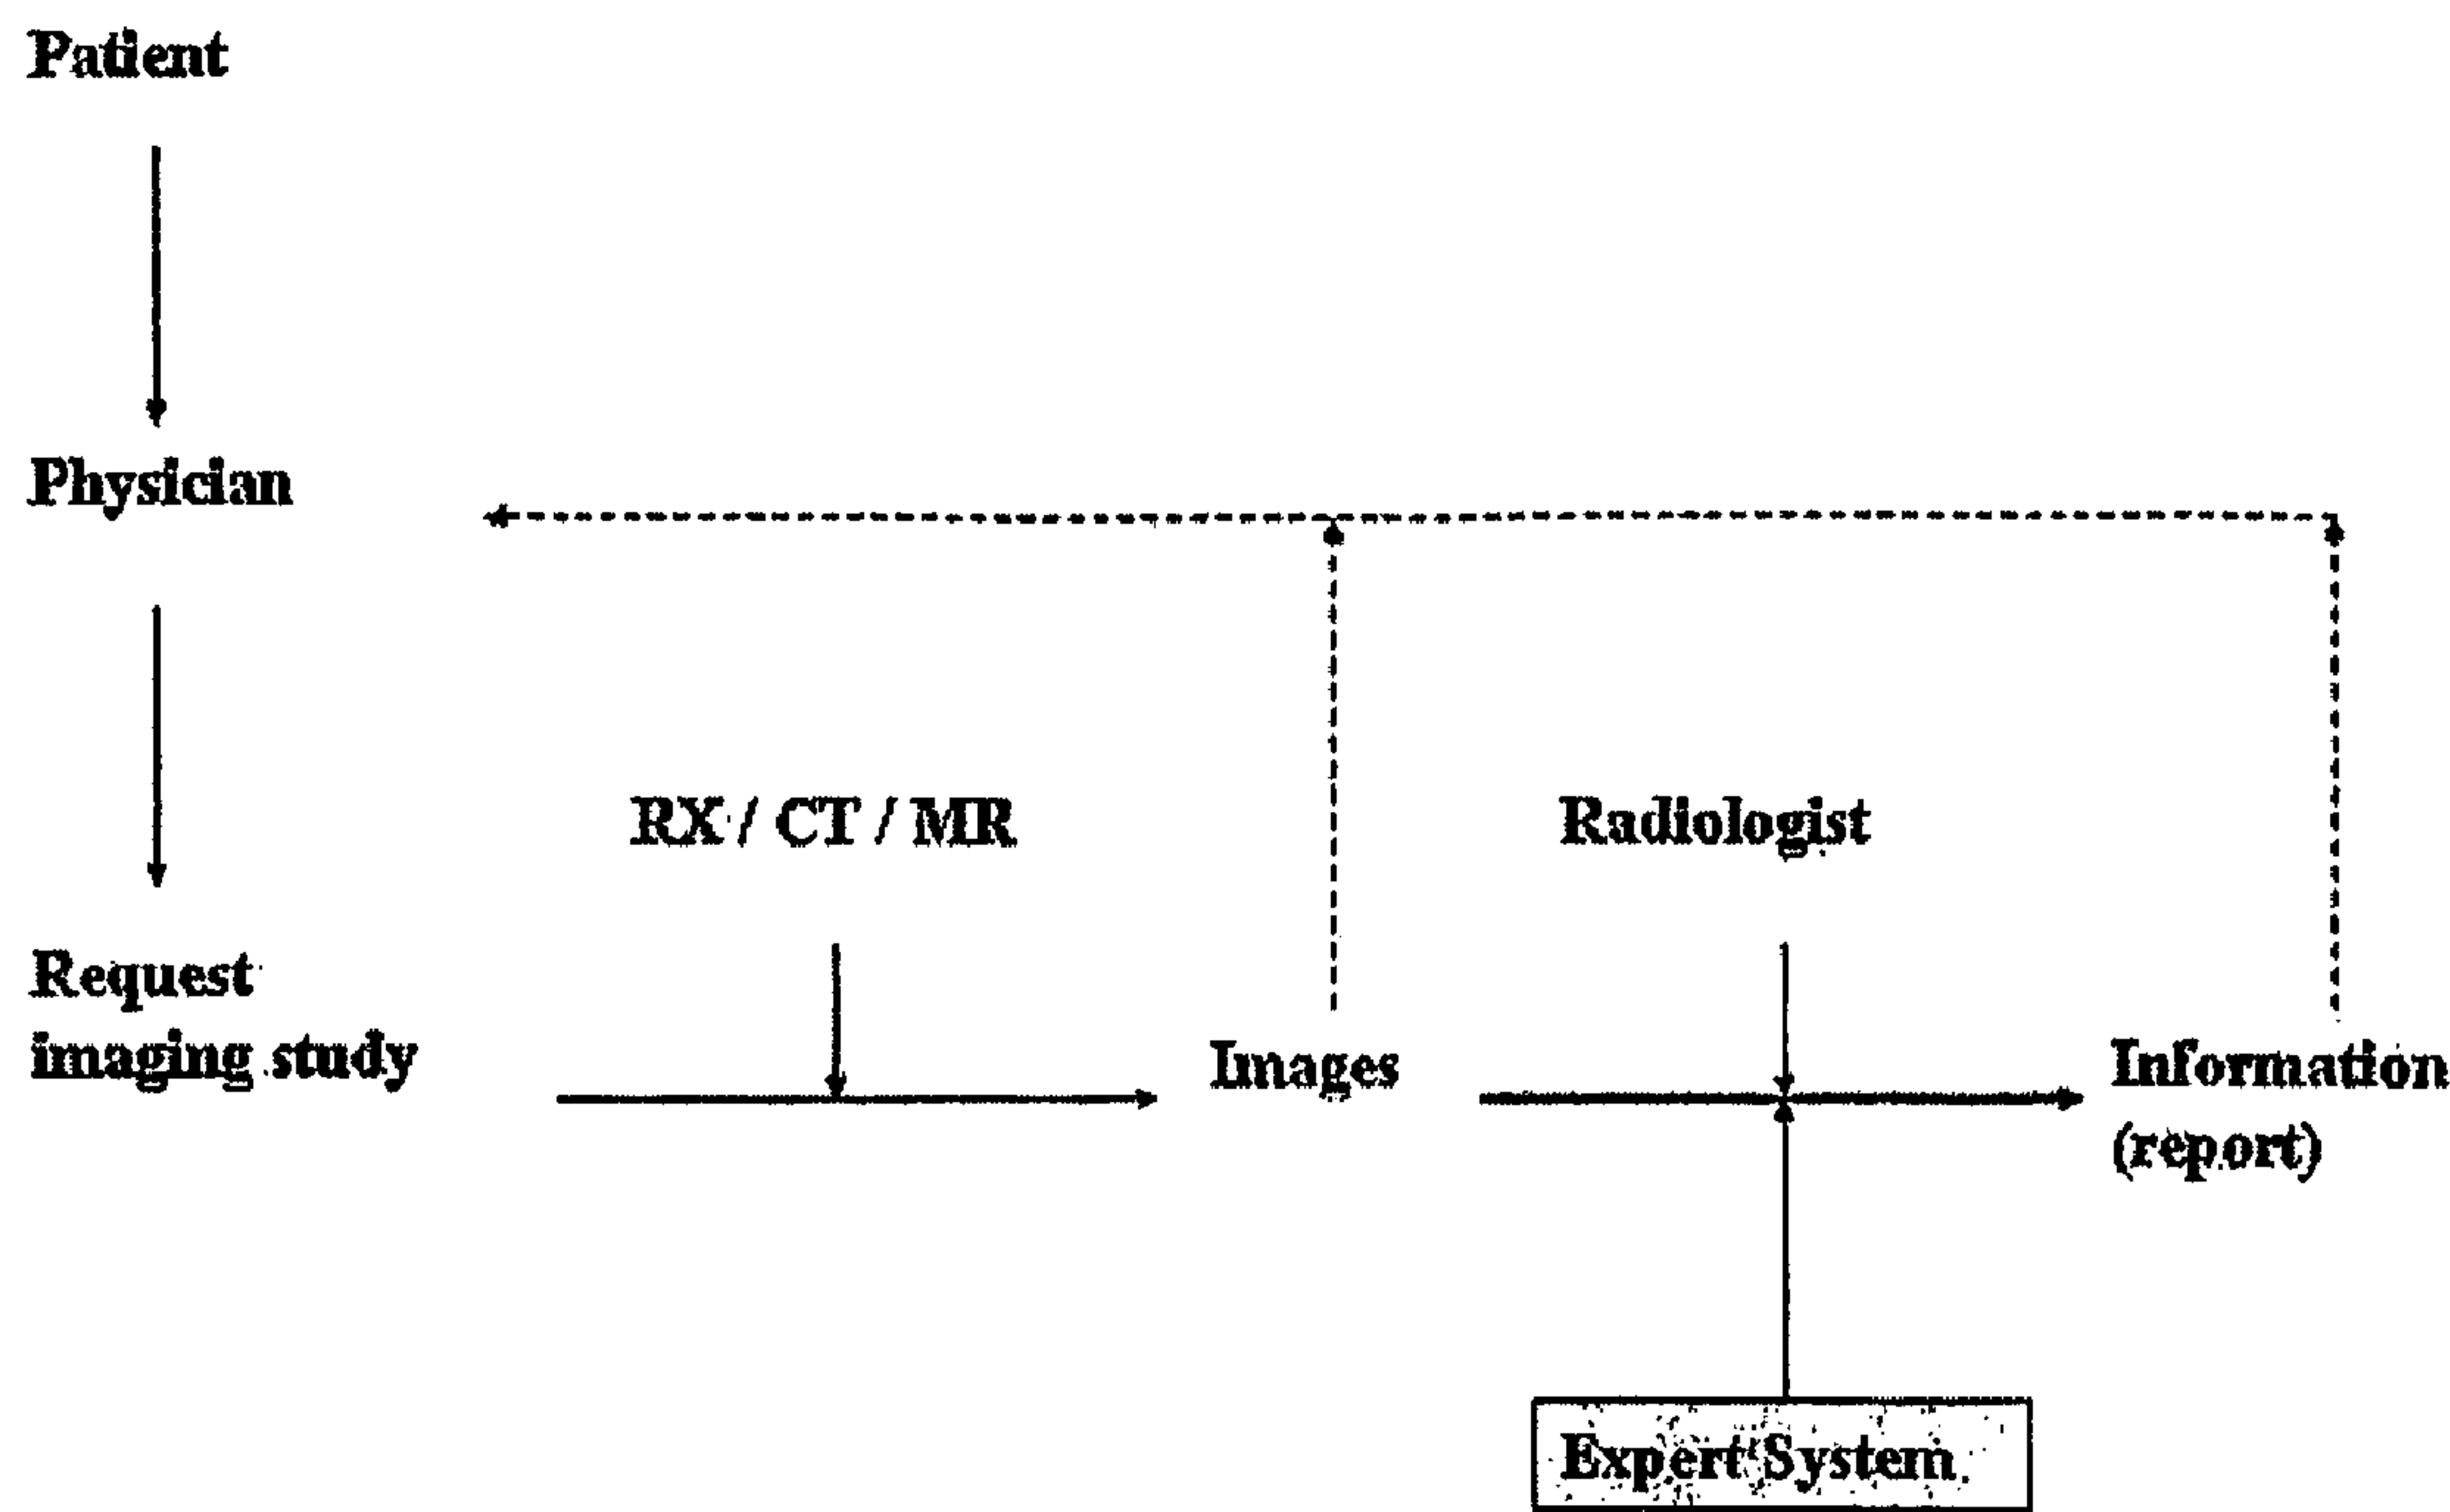 Patient
Physician
RX / CT / MR
Radiologist
Request
imaging study
Images
Information
(report)
Expert System